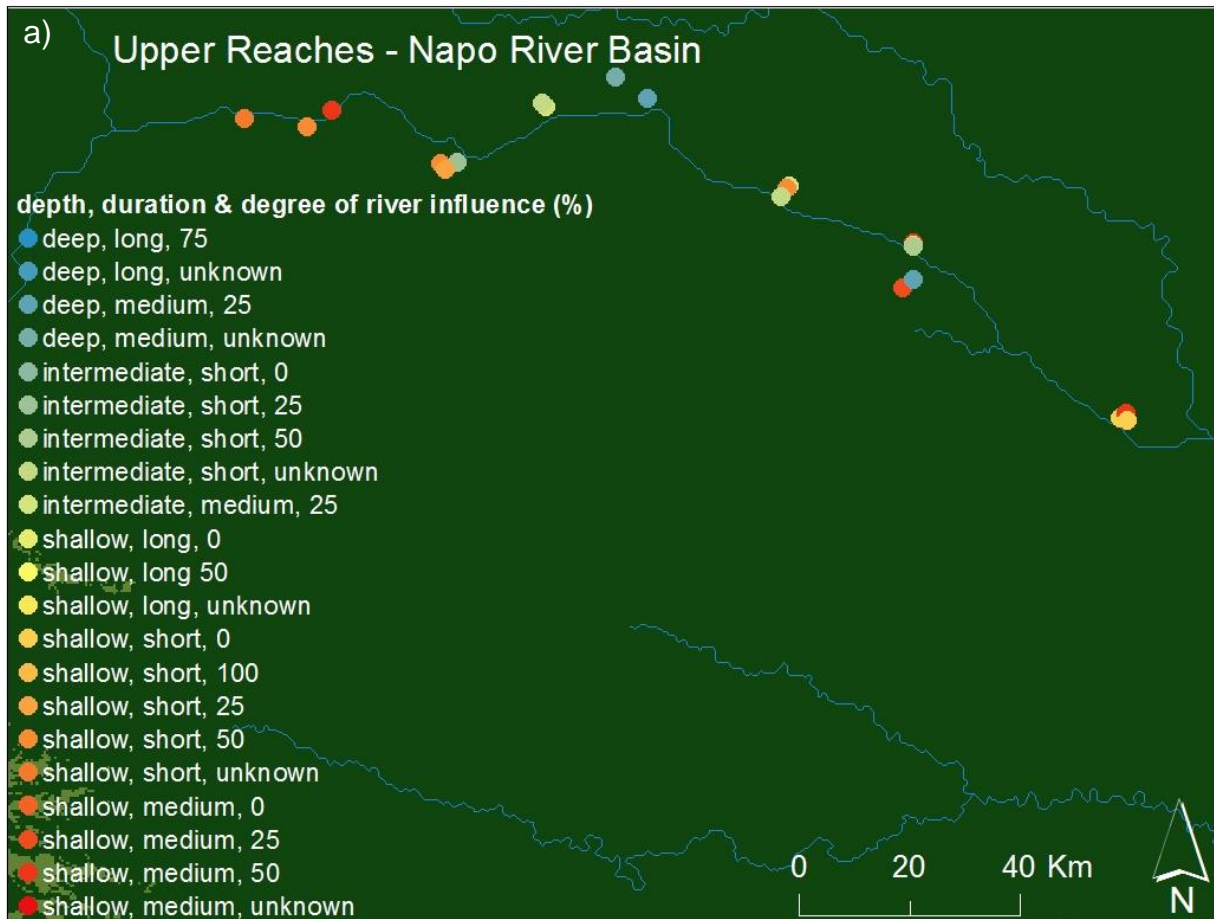 a)
Upper Reaches - Napo River Basin
depth, duration & degree of river influence (%)
deep, long, 75
deep, long, unknown
deep, medium, 25
deep, medium, unknown
intermediate, short, 0
intermediate, short, 25
intermediate, short, 50
intermediate, short, unknown
intermediate, medium, 25
shallow, long, 0
shallow, long 50
shallow, long, unknown
shallow, short, 0
shallow, short, 100
shallow, short, 25
shallow, short, 50
shallow, short, unknown
shallow, medium, 0
shallow, medium, 25
shallow, medium, 50
shallow, medium, unknown
0 20 40 Km
N